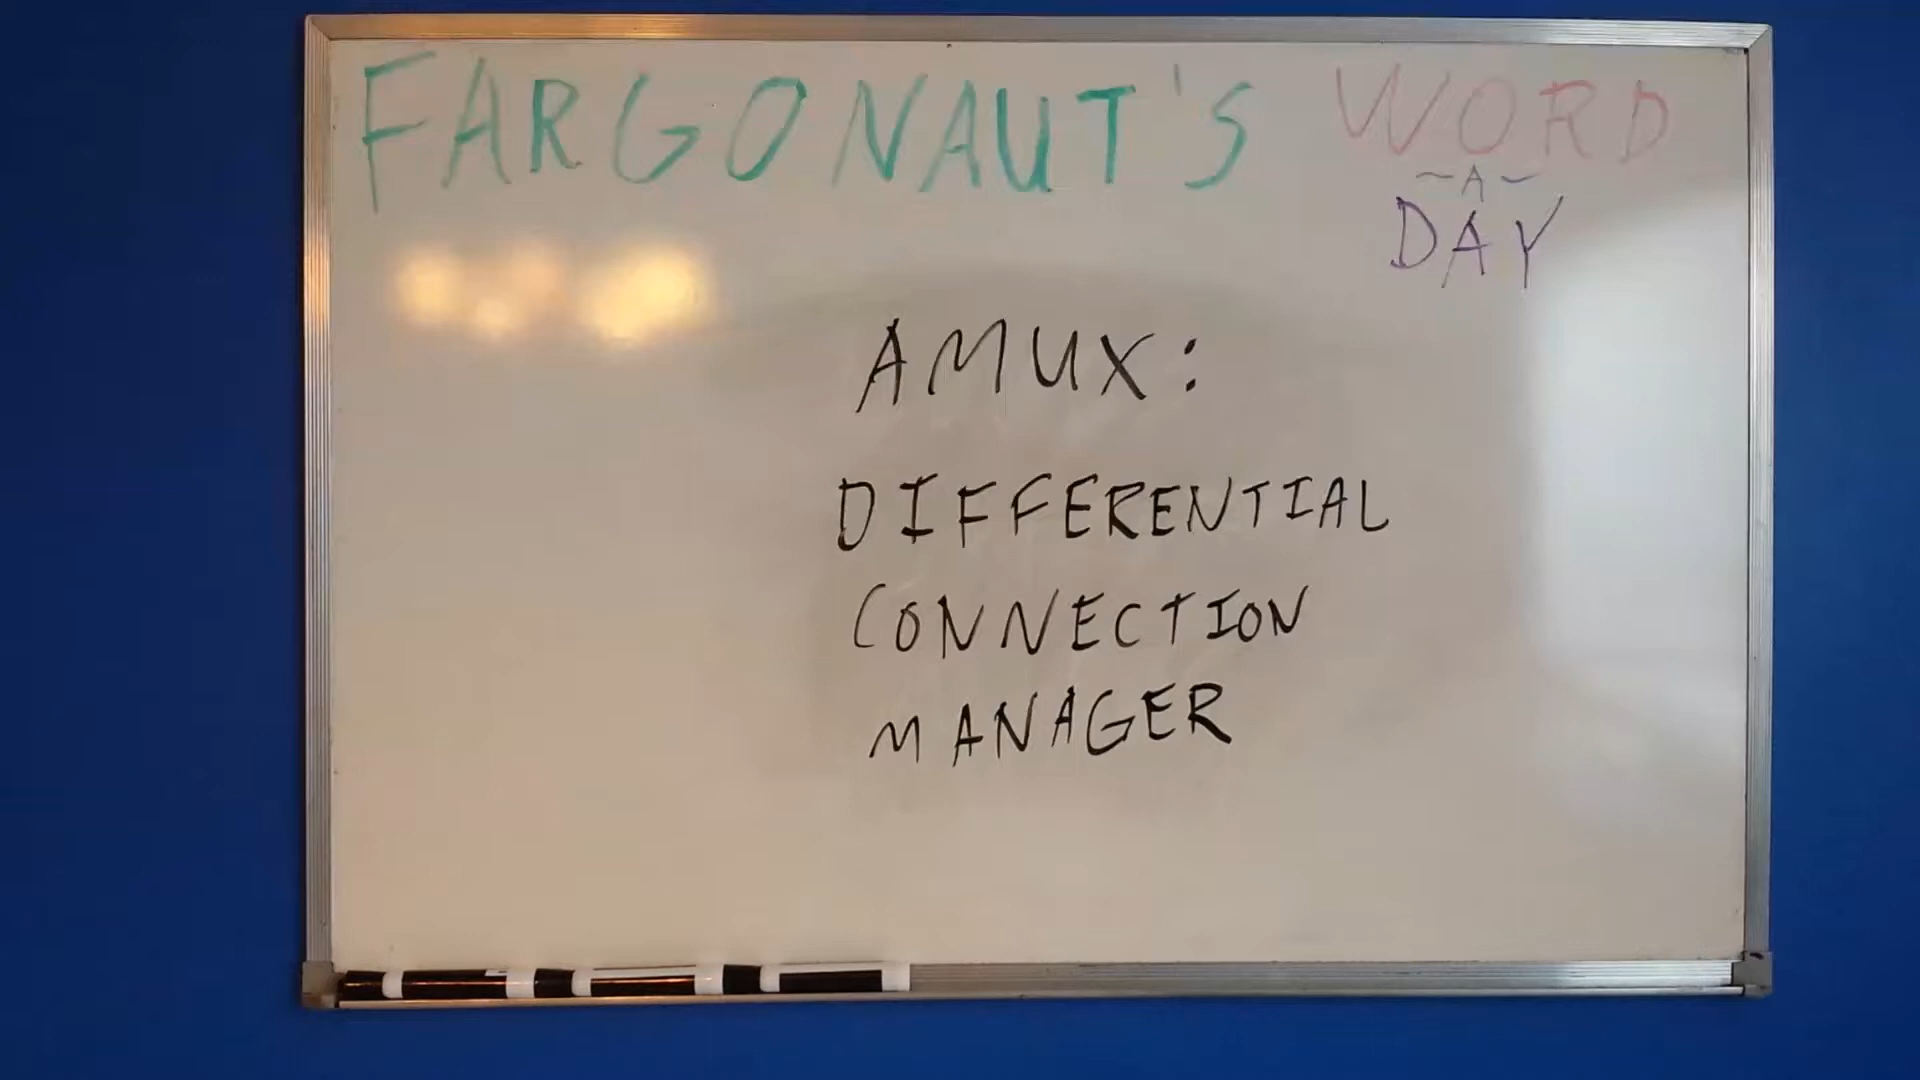 FARGONAUT'S WORD
~A~
DAY
AMUX:
DIFFERENTIAL
CONNECTION
MANAGER